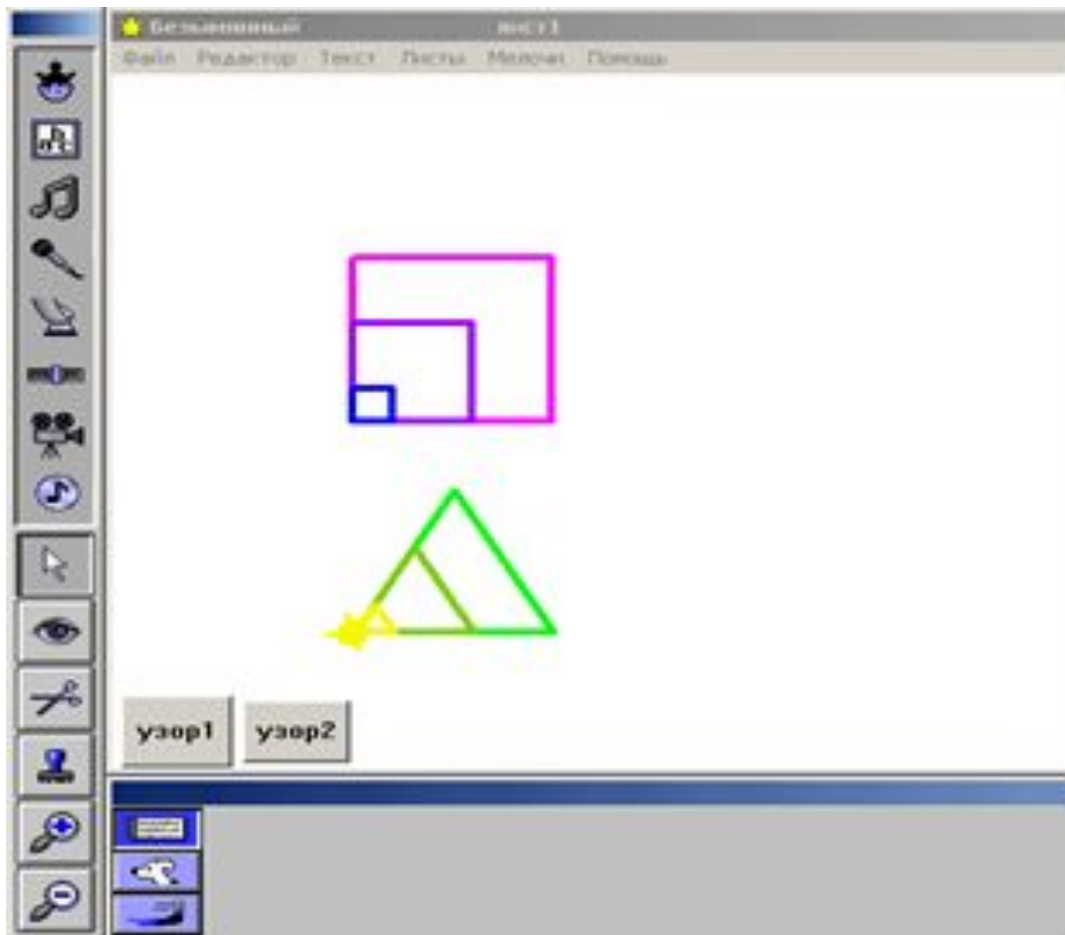 Безымянный лист1
Файл Редактор Текст Листы Мелочи Помощь
узор1 узор2